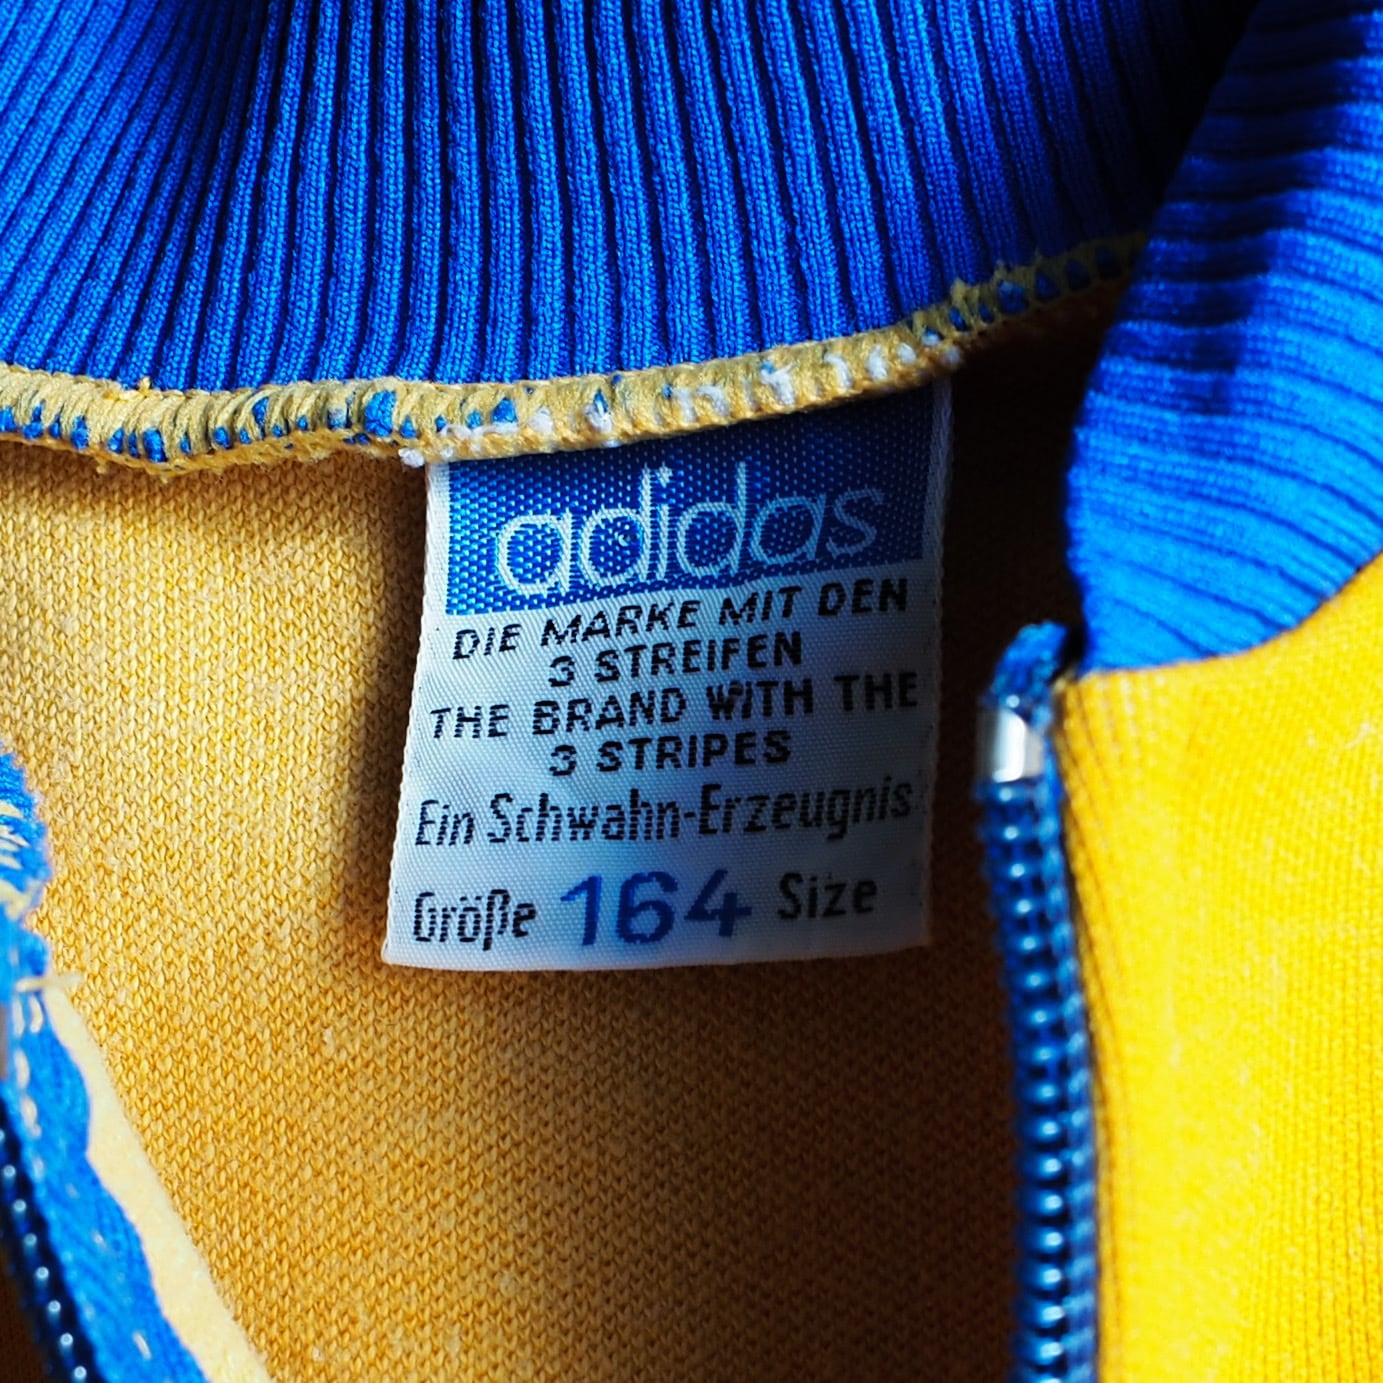 adidas
DIE MARKE MIT DEN
3 STREIFEN
THE BRAND WITH THE
3 STRIPES
Ein Schwahn-Erzeugnis
Größe 164 Size